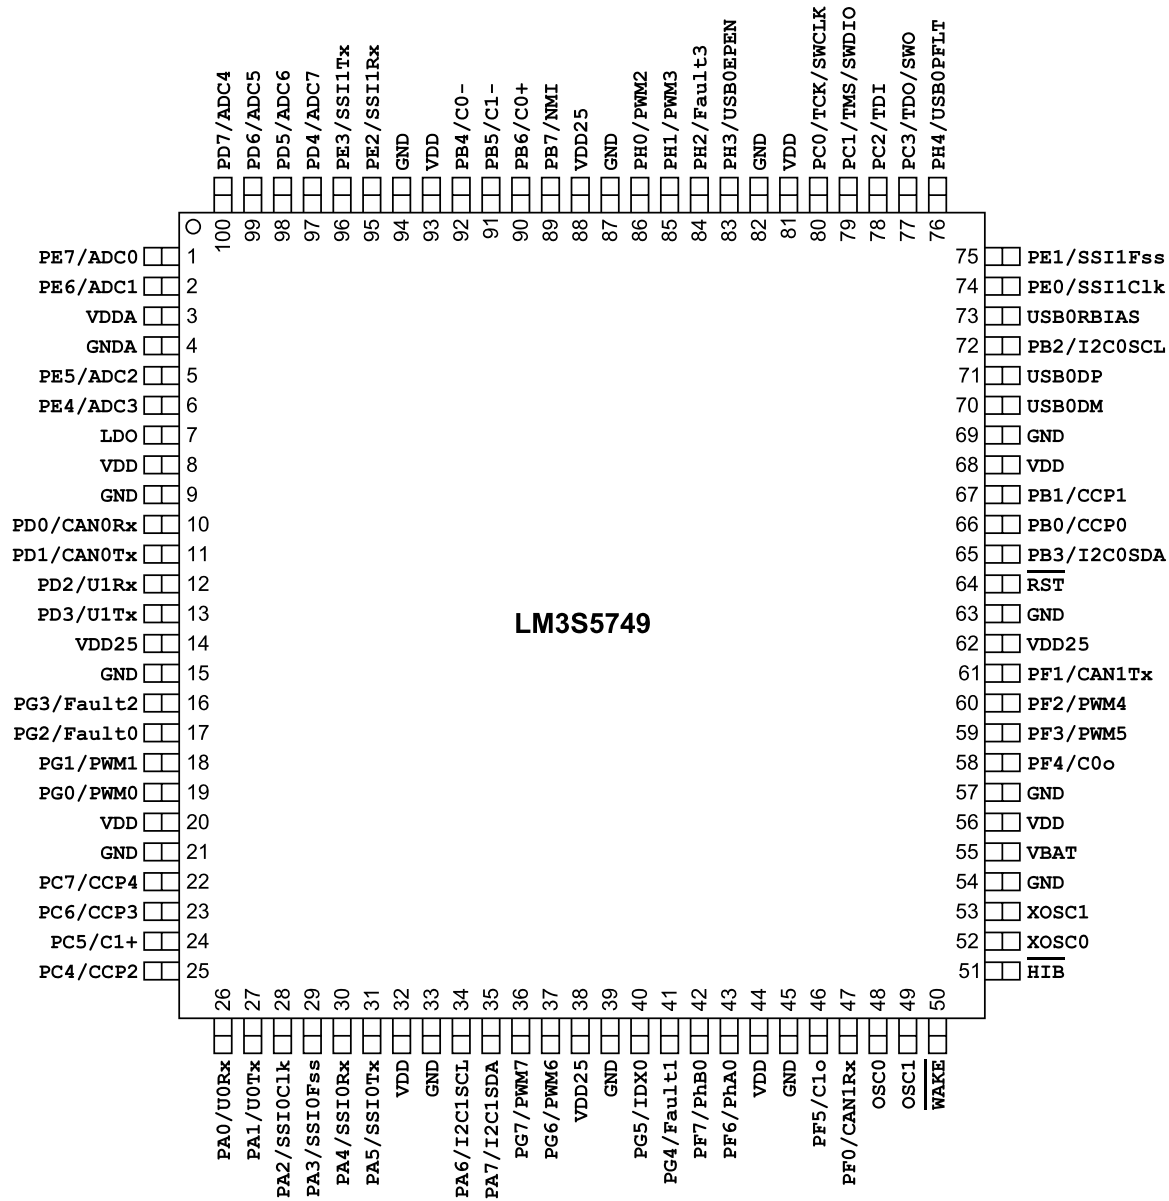 PD7/ADC4
PD6/ADC5
PD5/ADC6
PD4/ADC7
PE3/SSI1Tx
PE2/SSI1Rx
GND
VDD
PB4/C0-
PB5/C1-
PB6/C0+
PB7/NMI
VDD25
GND
PH0/PWM2
PH1/PWM3
PH2/Fault3
PH3/USB0EPEN
GND
VDD
PC0/TCK/SWCLK
PC1/TMS/SWDIO
PC2/TDI
PC3/TDO/SWO
PH4/USB0PFLT
100 99 98 97 96 95 94 93 92 91 90 89 88 87 86 85 84 83 82 81 80 79 78 77 76
PE7/ADC0 1
PE6/ADC1 2
VDDA 3
GNDA 4
PE5/ADC2 5
PE4/ADC3 6
LDO 7
VDD 8
GND 9
PD0/CAN0Rx 10
PD1/CAN0Tx 11
PD2/U1Rx 12
PD3/U1Tx 13
VDD25 14
GND 15
PG3/Fault2 16
PG2/Fault0 17
PG1/PWM1 18
PG0/PWM0 19
VDD 20
GND 21
PC7/CCP4 22
PC6/CCP3 23
PC5/C1+ 24
PC4/CCP2 25
LM3S5749
75 PE1/SSI1Fss
74 PE0/SSI1Clk
73 USB0RBIAS
72 PB2/I2C0SCL
71 USB0DP
70 USB0DM
69 GND
68 VDD
67 PB1/CCP1
66 PB0/CCP0
65 PB3/I2C0SDA
64 RST
63 GND
62 VDD25
61 PF1/CAN1Tx
60 PF2/PWM4
59 PF3/PWM5
58 PF4/C0o
57 GND
56 VDD
55 VBAT
54 GND
53 XOSC1
52 XOSC0
51 HIB
26 27 28 29 30 31 32 33 34 35 36 37 38 39 40 41 42 43 44 45 46 47 48 49 50
PA0/U0Rx
PA1/U0Tx
PA2/SSI0Clk
PA3/SSI0Fss
PA4/SSI0Rx
PA5/SSI0Tx
VDD
GND
PA6/I2C1SCL
PA7/I2C1SDA
PG7/PWM7
PG6/PWM6
VDD25
GND
PG5/IDX0
PG4/Fault1
PF7/PhB0
PF6/PhA0
VDD
GND
PF5/C1o
PF0/CAN1Rx
OSC0
OSC1
WAKE